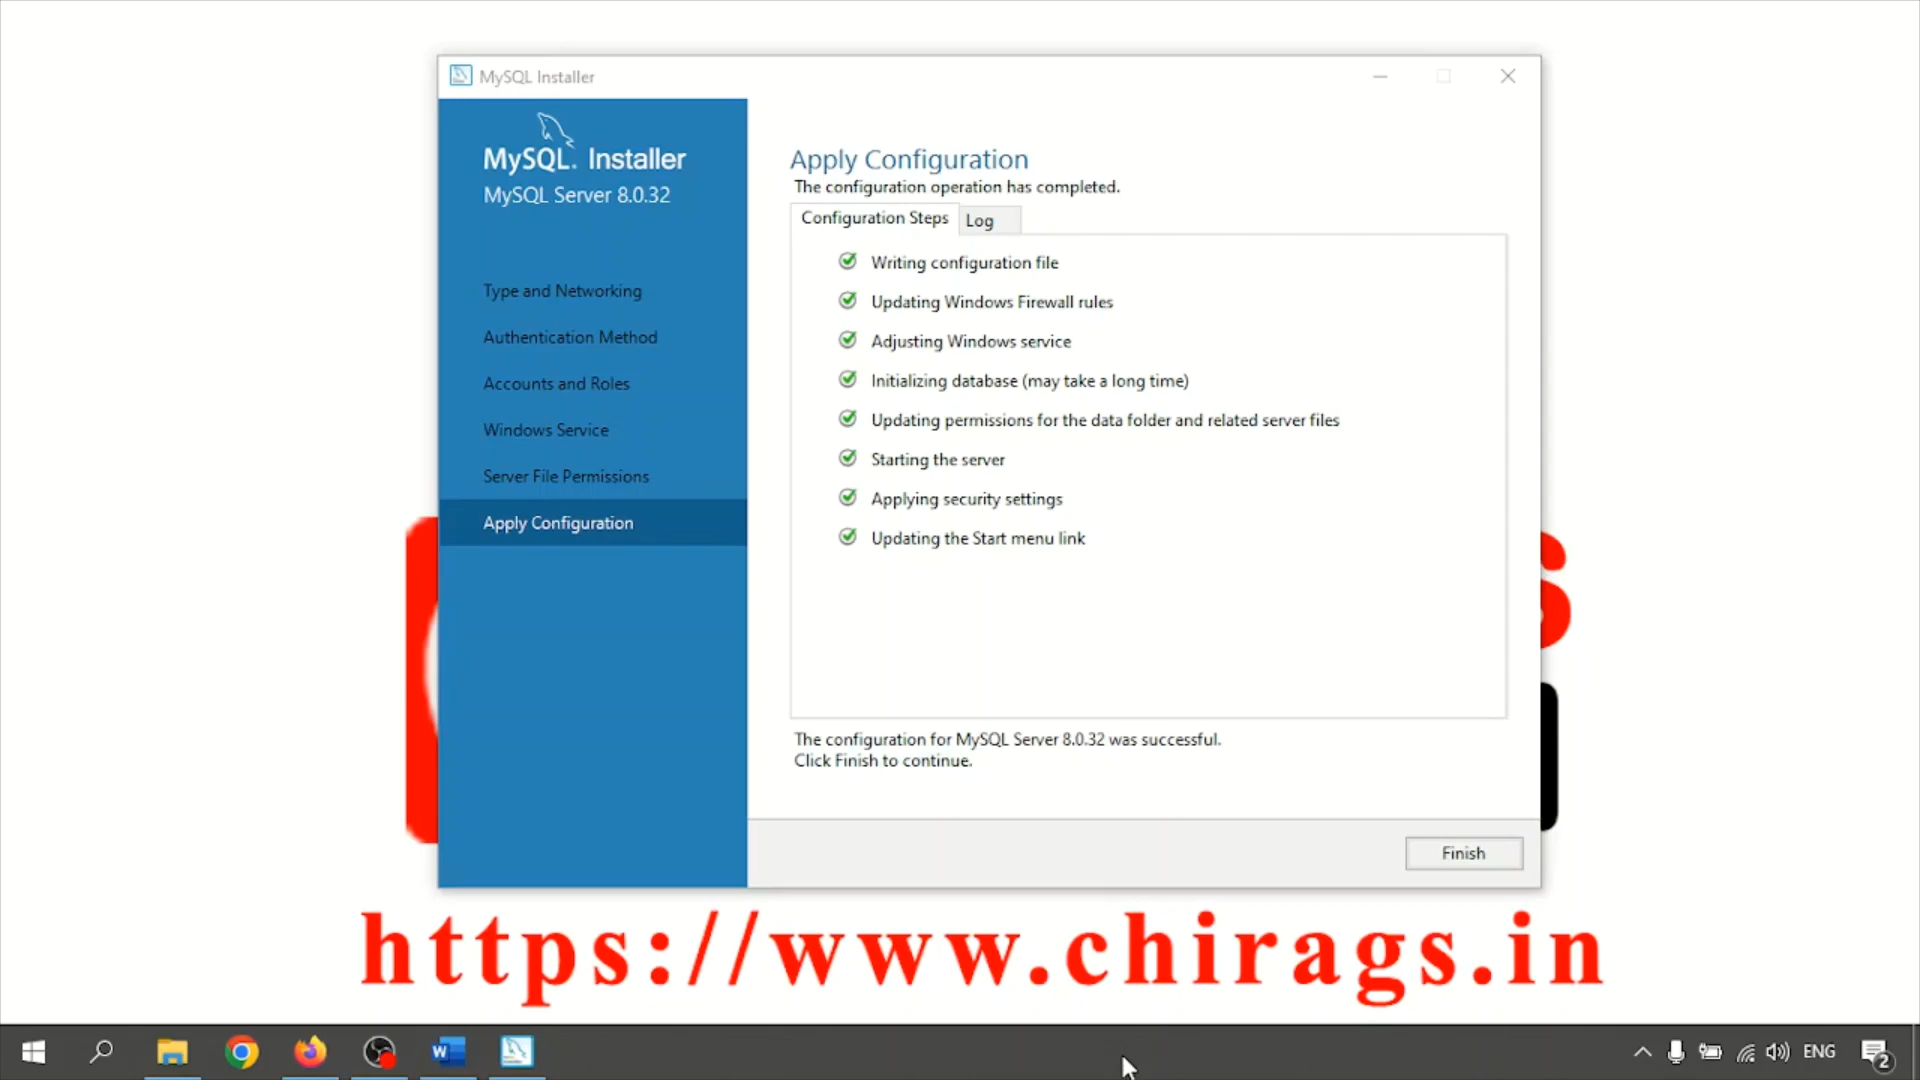 MySQL Installer
MySQL. Installer
MySQL Server 8.0.32
Type and Networking
Authentication Method
Accounts and Roles
Windows Service
Server File Permissions
Apply Configuration
Apply Configuration
The configuration operation has completed.
Configuration Steps
Log
Writing configuration file
Updating Windows Firewall rules
Adjusting Windows service
Initializing database (may take a long time)
Updating permissions for the data folder and related server files
Starting the server
Applying security settings
Updating the Start menu link
The configuration for MySQL Server 8.0.32 was successful.
Click Finish to continue.
Finish
https://www.chirags.in
W
ENG
2